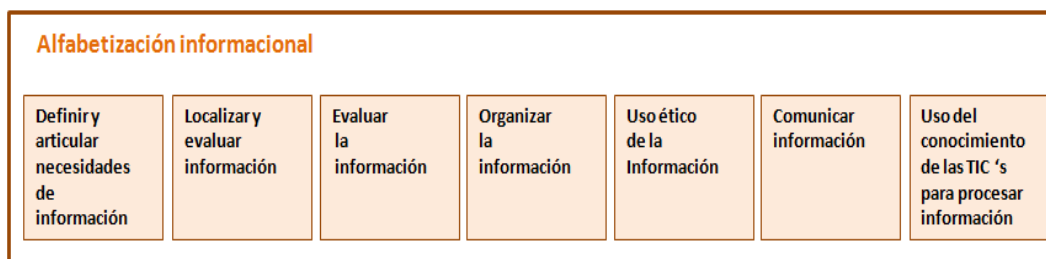 Alfabetización informacional
Definir y
articular
necesidades
de
información
Localizar y
evaluar
información
Evaluar
la
información
Organizar
la
información
Uso ético
de la
Información
Comunicar
información
Uso del
conocimiento
de las TIC ‘s
para procesar
información